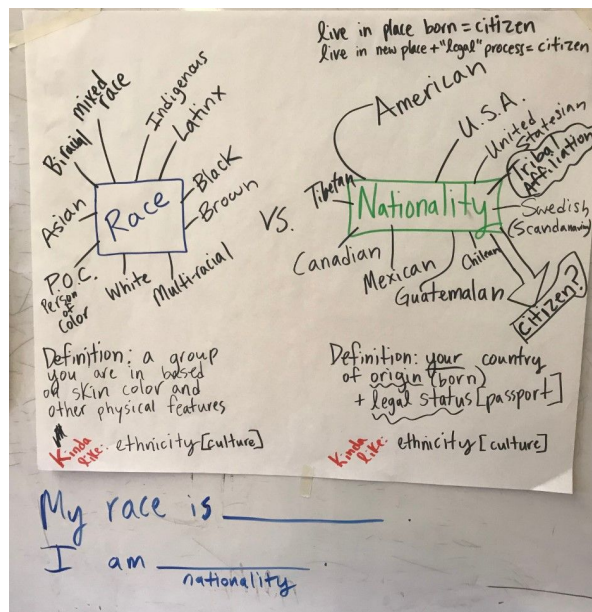 live in place born = citizen
live in new place + "legal" process = citizen
Biracial
mixed race
Indigenous
Latinx
Black
Brown
Multi-racial
White
P.O.C.
Person of Color
Asian
Race
VS.
American
U.S.A.
United Statesian
Tribal Affiliation
Swedish
(Scandanavian)
citizen?
Chilean
Guatemalan
Mexican
Canadian
Tibetan
Nationality
Definition: a group
you are in based
on skin color and
other physical features
Kinda like: ethnicity [culture]
Definition: your country
of origin (born)
+ legal status [passport]
Kinda like: ethnicity [culture]
My race is
I am
nationality